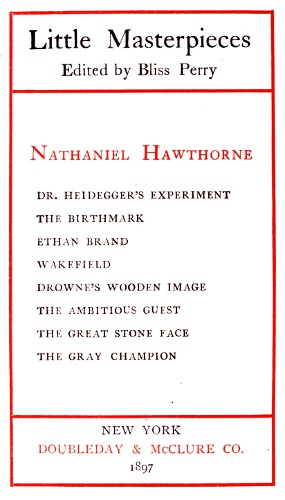 Little Masterpieces
Edited by Bliss Perry
NATHANIEL HAWTHORNE
DR. HEIDEGGER'S EXPERIMENT
THE BIRTHMARK
ETHAN BRAND
WAKEFIELD
DROWNE'S WOODEN IMAGE
THE AMBITIOUS GUEST
THE GREAT STONE FACE
THE GRAY CHAMPION
NEW YORK
DOUBLEDAY & McCLURE CO.
1897